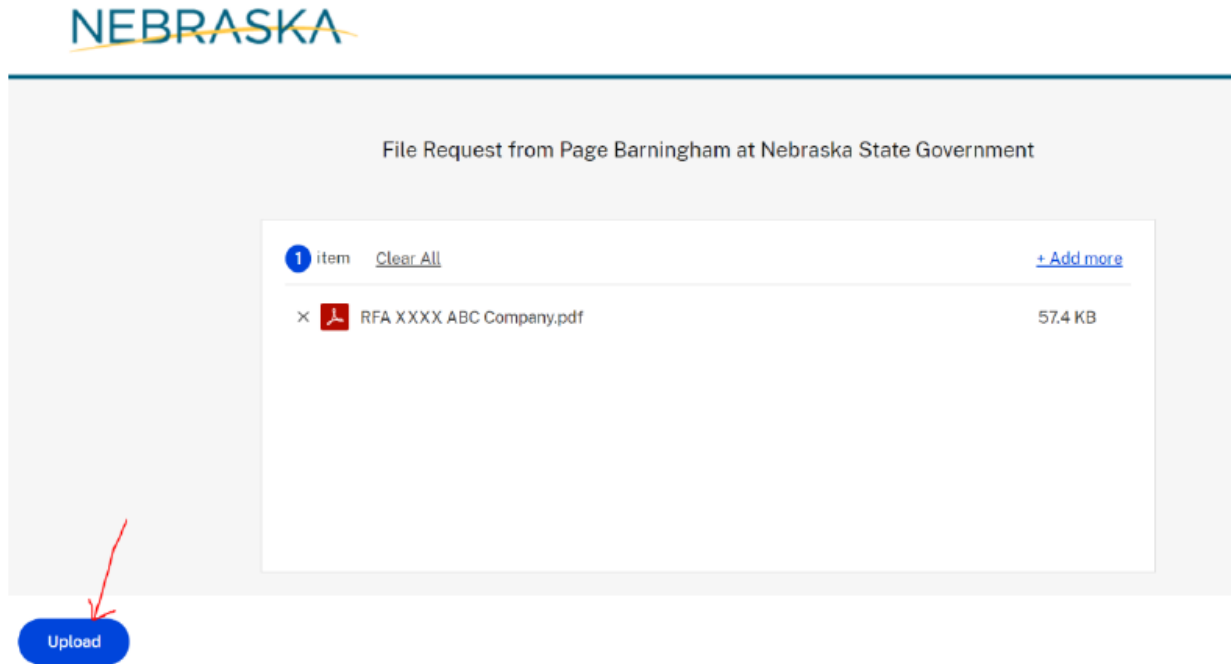 NEBRASKA
File Request from Page Barningham at Nebraska State Government
1 item Clear All + Add more
RFA XXXX ABC Company.pdf 57.4 KB
Upload